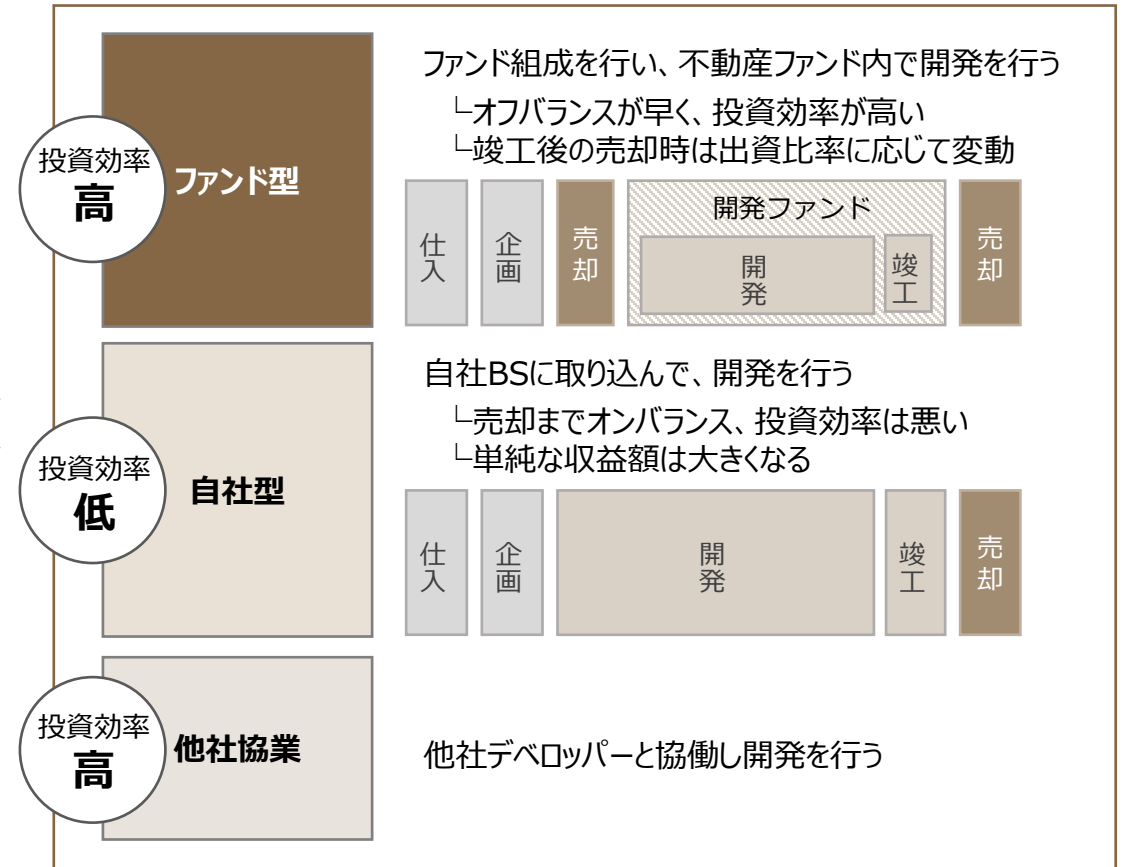 ファンド組成を行い、不動産ファンド内で開発を行う
└オフバランスが早く、投資効率が高い
└竣工後の売却時は出資比率に応じて変動
投資効率
高
ファンド型
仕入
企画
売却
開発ファンド
開発
竣工
売却
自社BSに取り込んで、開発を行う
└売却までオンバランス、投資効率は悪い
└単純な収益額は大きくなる
投資効率
低
自社型
仕入
企画
開発
竣工
売却
投資効率
高
他社協業
他社デベロッパーと協働し開発を行う